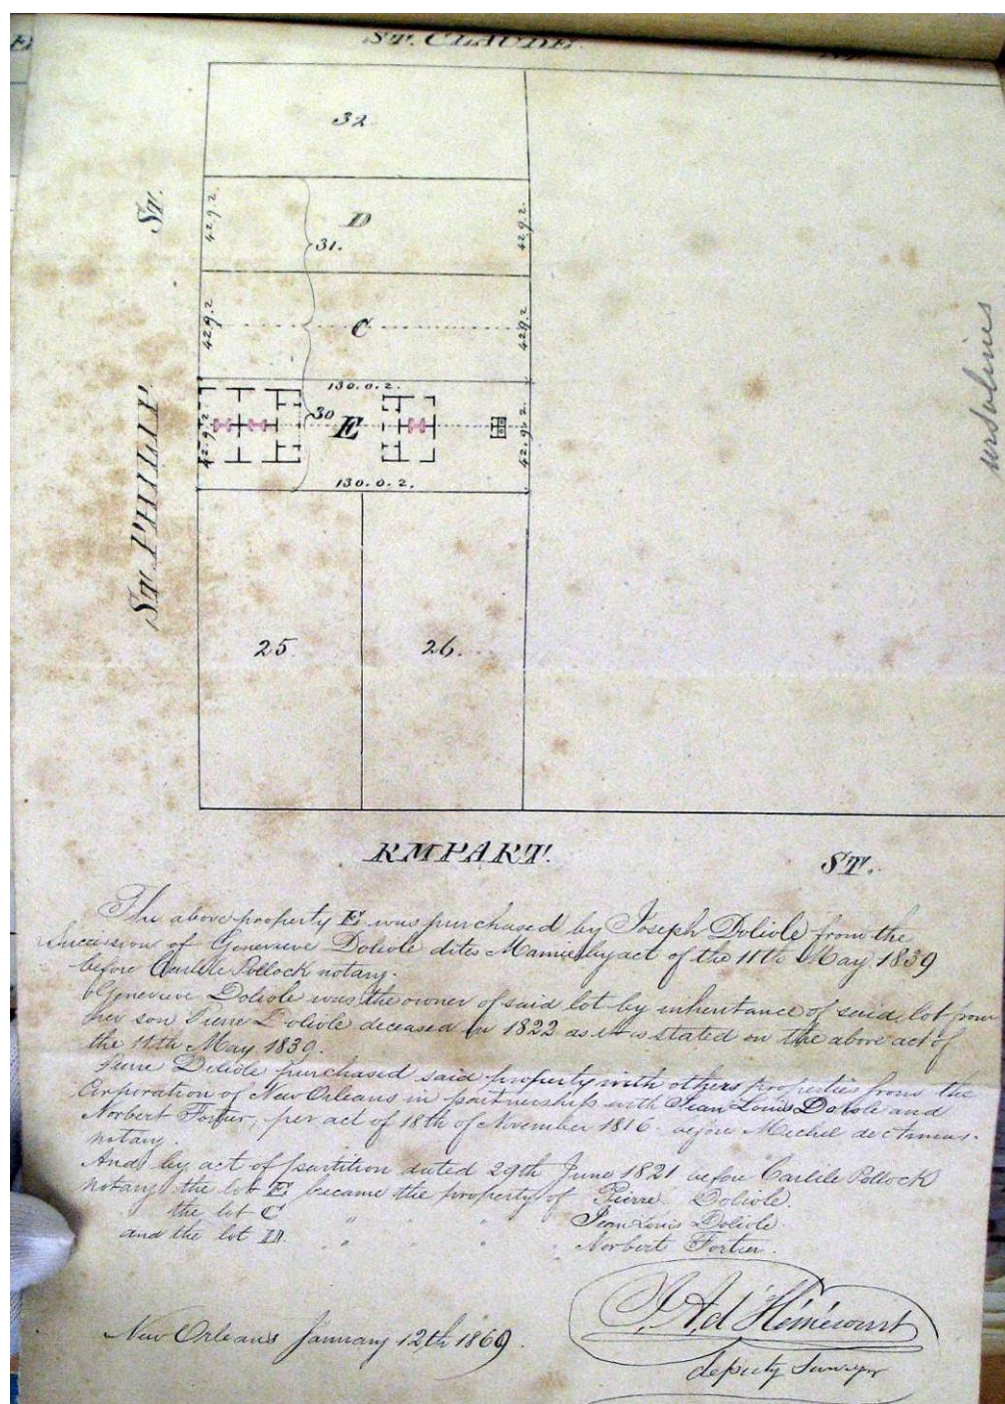 ST. CLAUDE.
32
ST. PHILIP ST.
42.9.2.
D
42.9.2.
31.
42.9.2
C
42.9.2
130.0.2.
42.9.2.
30
E
42.9.2.
130.0.2.
ursulines
25
26.
RMPART. ST.
The above property E was purchased by Joseph Doliole from the
Succession of Genevieve Doliole dites Mamie by act of the 11th May 1839
before Carlile Pollock notary.
Genevieve Doliole was the owner of said lot by inheritance of said lot from
her son Pierre Doliole deceased in 1822 as it is stated on the above act of
the 11th May 1839.
Pierre Doliole purchased said property with others properties from the
Corporation of New Orleans in partnership with Jean Louis Doliole and
Norbert Fortier, per act of 18th of November 1816 before Michel de Armas.
notary.
And by act of partition dated 29th June 1821 before Carlile Pollock
notary the lot E became the property of Pierre Doliole.
the lot C " " " Jean Louis Doliole.
and the lot D. " " " " Norbert Fortier.
New Orleans January 12th 1869.
d'Hémécourt
deputy Surveyor